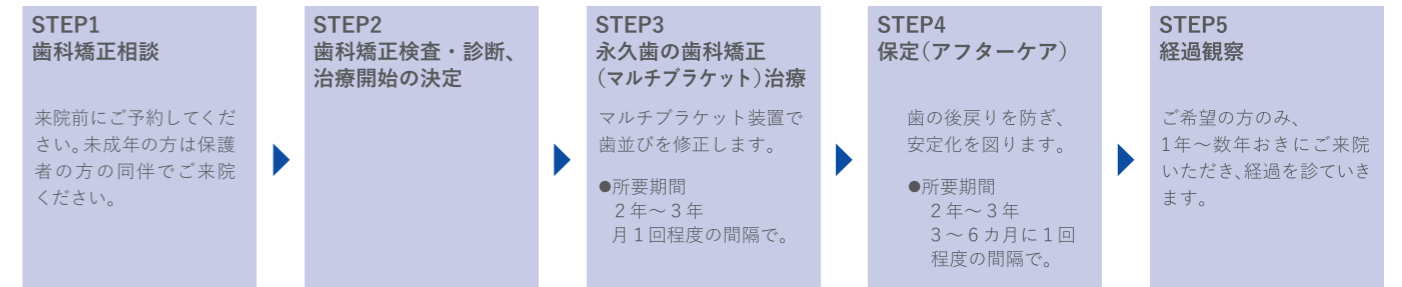 STEP1
歯科矯正相談
来院前にご予約してくだ
さい。未成年の方は保護
者の方の同伴でご来院
ください。
STEP2
歯科矯正検査・診断、
治療開始の決定
STEP3
永久歯の歯科矯正
（マルチブラケット）治療
マルチブラケット装置で
歯並びを修正します。
●所要期間
２年～３年
月１回程度の間隔で。
STEP4
保定（アフターケア）
歯の後戻りを防ぎ、
安定化を図ります。
●所要期間
２年～３年
３～６カ月に１回
程度の間隔で。
STEP5
経過観察
ご希望の方のみ、
1年～数年おきにご来院
いただき、経過を診ていき
ます。